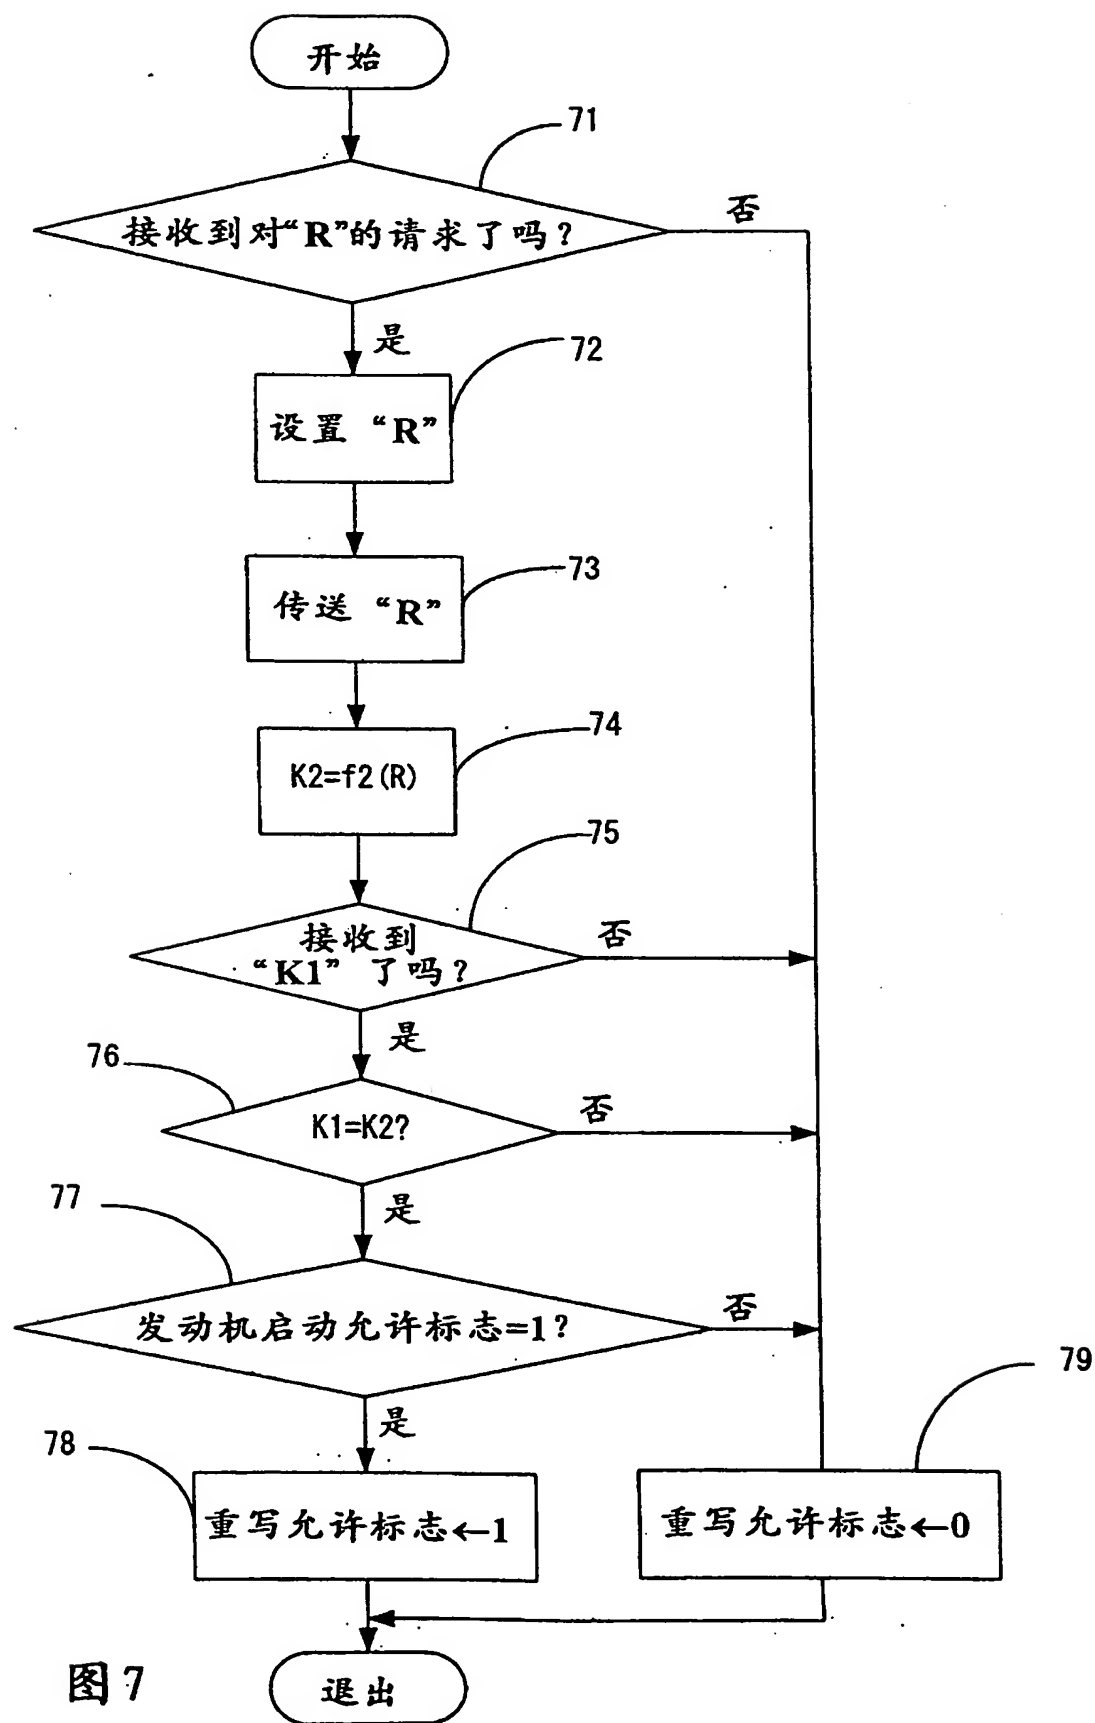 开始
71
接收到对“R”的请求了吗？
否
是
72
设置 “R”
73
传送 “R”
74
K2=f2(R)
75
接收到
“K1” 了吗？
否
是
76
K1=K2?
否
77
是
发动机启动允许标志=1？
否
79
是
78
重写允许标志←1
重写允许标志←0
图 7
退出